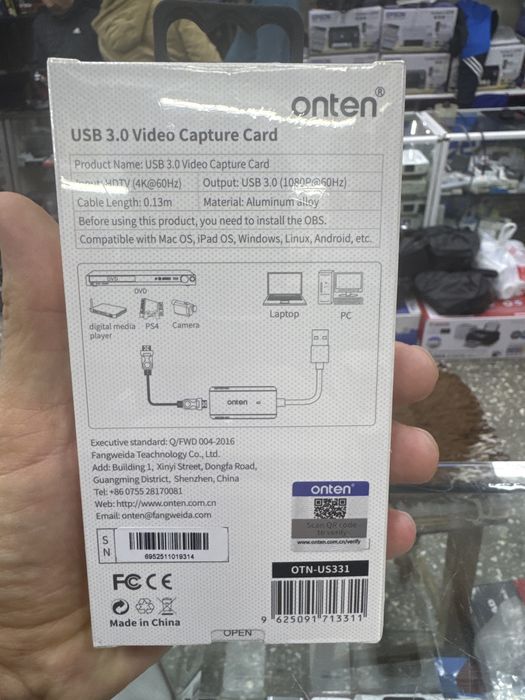 onten®
USB 3.0 Video Capture Card
Product Name: USB 3.0 Video Capture Card
Input: HDTV (4K@60Hz) Output: USB 3.0 (1080P@60Hz)
Cable Length: 0.13m Material: Aluminum alloy
Before using this product, you need to install the OBS.
Compatible with Mac OS, iPad OS, Windows, Linux, Android, etc.
DVD
DVD
digital media player PS4 Camera
Laptop PC
onten
Executive standard: Q/FWD 004-2016
Fangweida Teachnology Co., Ltd.
Add: Building 1, Xinyi Street, Dongfa Road,
Guangming District, Shenzhen, China
Tel: +86 0755 28170081
Web: http://www.onten.com.cn
Email: onten@fangweida.com
onten®
Scan QR code
to verify
www.onten.com.cn/verify
SN
6952511019314
OTN-US331
FC CE
9 625091 713311
Made in China
OPEN
EPSON